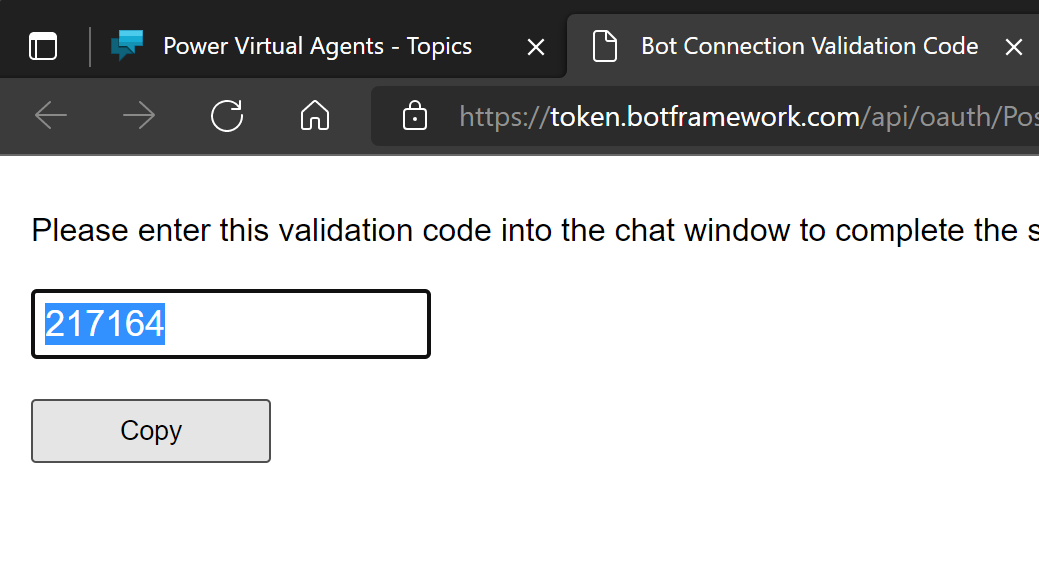 Power Virtual Agents - Topics
Bot Connection Validation Code
https://token.botframework.com/api/oauth/Pos
Please enter this validation code into the chat window to complete the s
217164
Copy